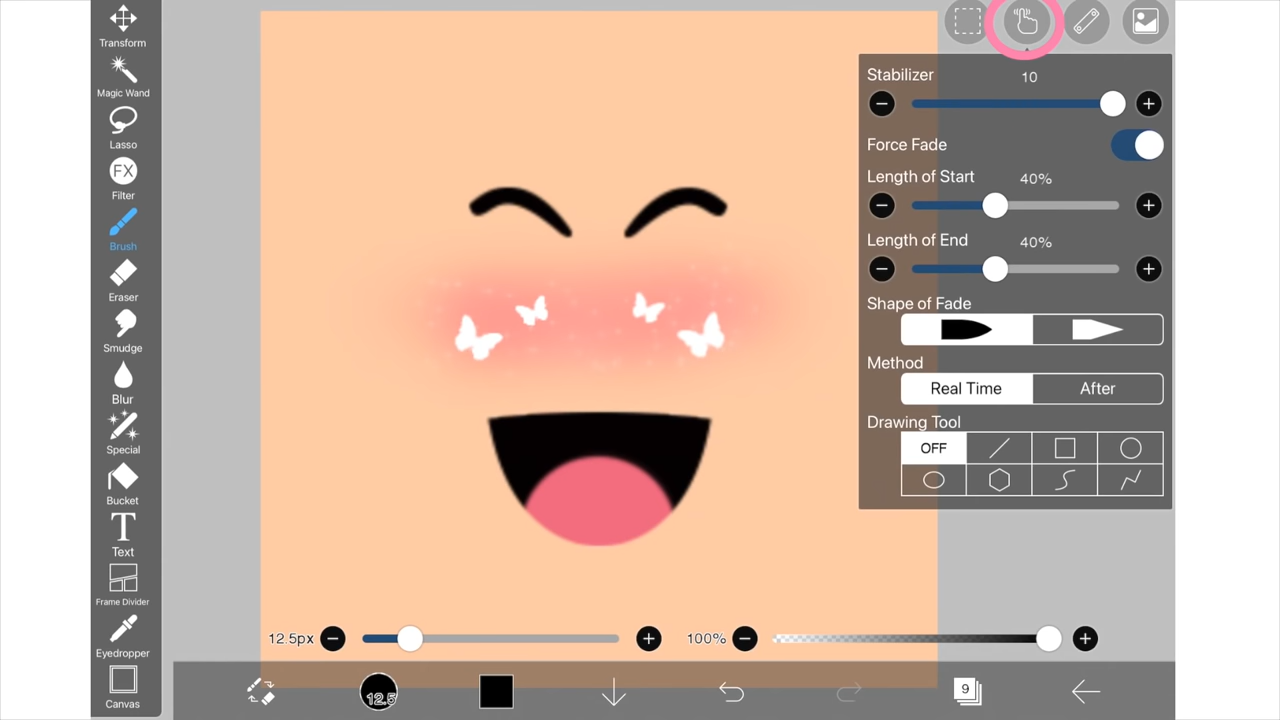 Transform
Magic Wand
Lasso
FX
Filter
Brush
Eraser
Smudge
Blur
Special
Bucket
T
Text
Frame Divider
Eyedropper
Canvas
Stabilizer 10
Force Fade
Length of Start 40%
Length of End 40%
Shape of Fade
Method
Real Time After
Drawing Tool
OFF
12.5px 100%
12.5 9